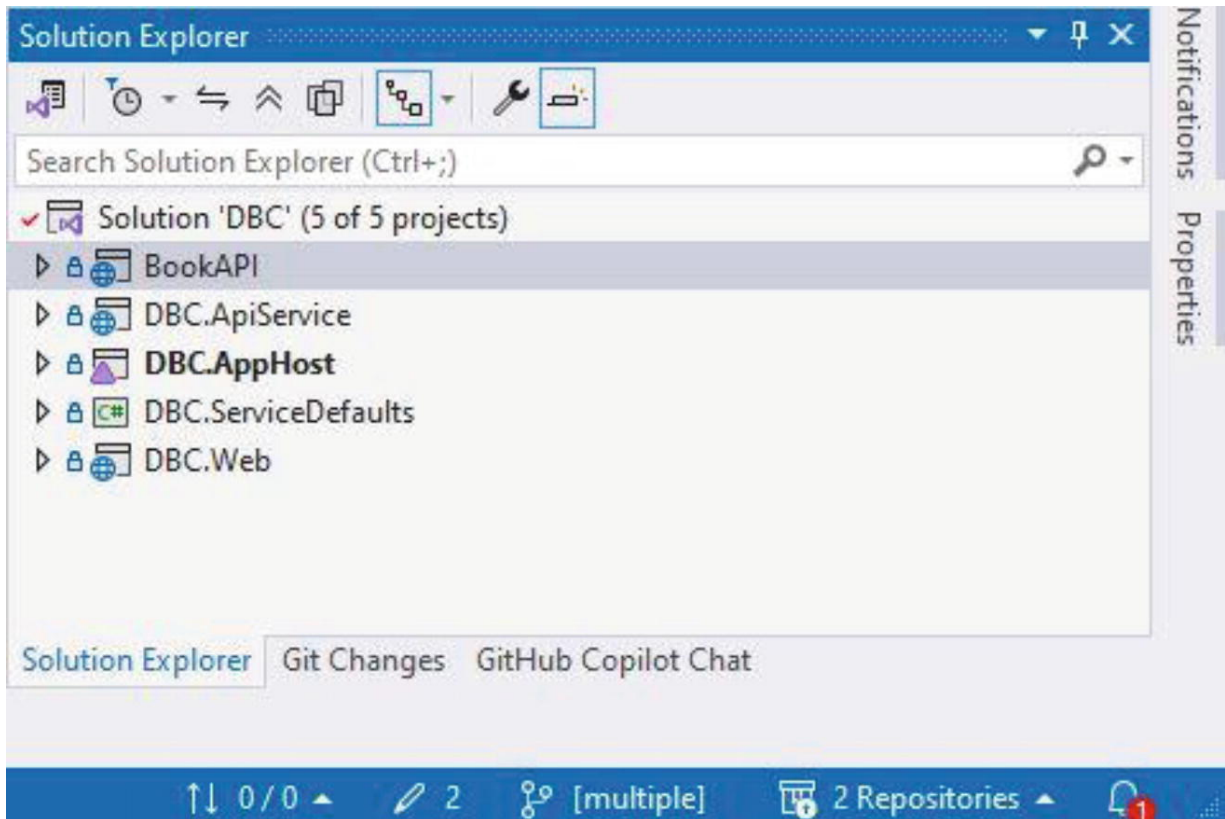 Solution Explorer
Search Solution Explorer (Ctrl+;)
Solution 'DBC' (5 of 5 projects)
BookAPI
DBC.ApiService
DBC.AppHost
C# DBC.ServiceDefaults
DBC.Web
Solution Explorer Git Changes GitHub Copilot Chat
0 / 0 2 [multiple] 2 Repositories 1
Notifications
Properties